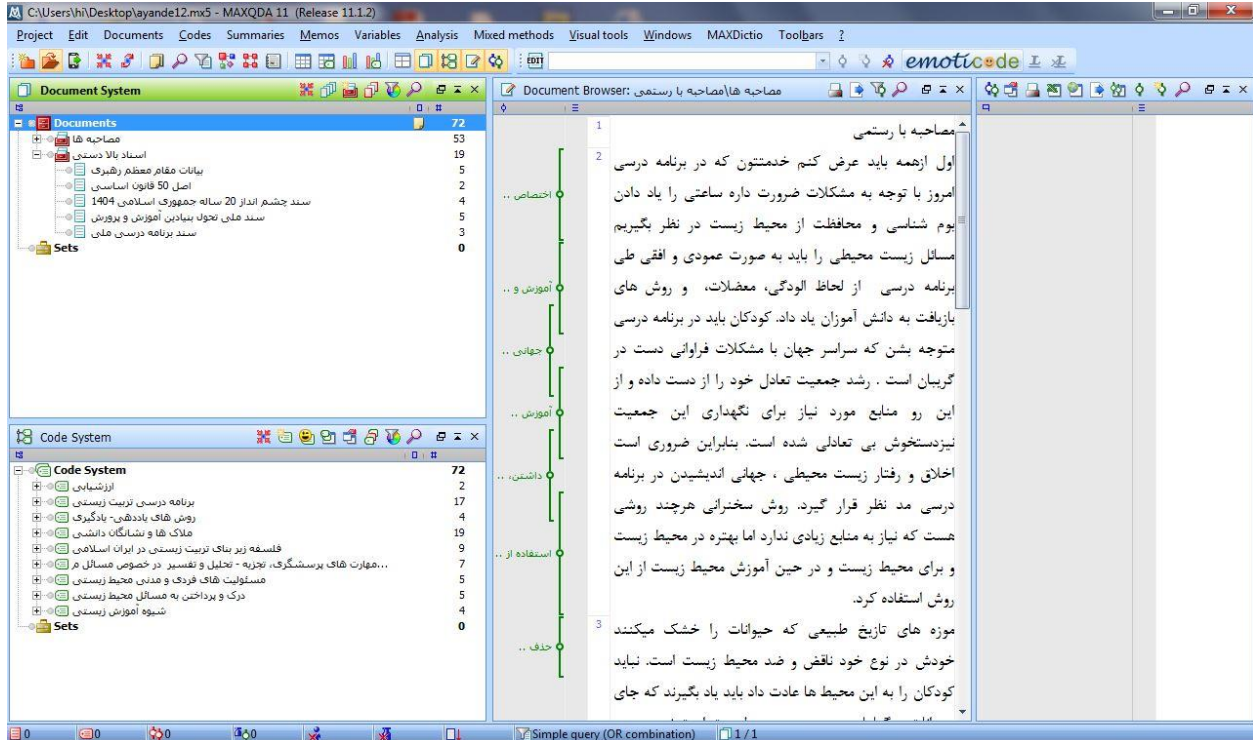 C:\Users\hi\Desktop\ayande12.mx5 - MAXQDA 11 (Release 11.1.2)
Project Edit Documents Codes Summaries Memos Variables Analysis Mixed methods Visual tools Windows MAXDictio Toolbars ?
EDIT emoticode
Document System
Documents 72
مصاحبه ها 53
اسناد بالا دستی 19
بیانات مقام معظم رهبری 5
اصل 50 قانون اساسی 2
سند چشم انداز 20 ساله جمهوری اسلامی 1404 4
سند ملی تحول بنیادین آموزش و پرورش 5
سند برنامه درسی ملی 3
Sets 0
Code System
Code System 72
ارزشیابی 2
برنامه درسی تربیت زیستی 17
روش های یاددهی- یادگیری 4
ملاک ها و نشانگان دانشی 19
فلسفه زیر بنای تربیت زیستی در ایران اسلامی 9
مهارت های پرسشگری، تجزیه - تحلیل و تفسیر در خصوص مسائل م... 7
مسئولیت های فردی و مدنی محیط زیستی 5
درک و پرداختن به مسائل محیط زیستی 5
شیوه آموزش زیستی 4
Sets 0
Document Browser: مصاحبه ها\مصاحبه با رستمی
1 مصاحبه با رستمی
2 اول ازهمه باید عرض کنم خدمتتون که در برنامه درسی
امروز با توجه به مشکلات ضرورت داره ساعتی را یاد دادن
بوم شناسی و محافظت از محیط زیست در نظر بگیریم
مسائل زیست محیطی را باید به صورت عمودی و افقی طی
برنامه درسی از لحاظ الودگی، معضلات، و روش های
بازیافت به دانش آموزان یاد داد. کودکان باید در برنامه درسی
متوجه بشن که سراسر جهان با مشکلات فراوانی دست در
گریبان است . رشد جمعیت تعادل خود را از دست داده و از
این رو منابع مورد نیاز برای نگهداری این جمعیت
نیزدستخوش بی تعادلی شده است. بنابراین ضروری است
اخلاق و رفتار زیست محیطی ، جهانی اندیشیدن در برنامه
درسی مد نظر قرار گیرد. روش سخنرانی هرچند روشی
هست که نیاز به منابع زیادی ندارد اما بهتره در محیط زیست
و برای محیط زیست و در حین آموزش محیط زیست از این
روش استفاده کرد.
3 موزه های تازیخ طبیعی که حیوانات را خشک میکنند
خودش در نوع خود ناقض و ضد محیط زیست است. نباید
کودکان را به این محیط ها عادت داد باید یاد بگیرند که جای
اختصاص ..
آموزش و ..
جهانی ..
آموزش ..
داشتن، ..
استفاده از ..
حذف ..
0 0 0 0 Simple query (OR combination) 1 / 1